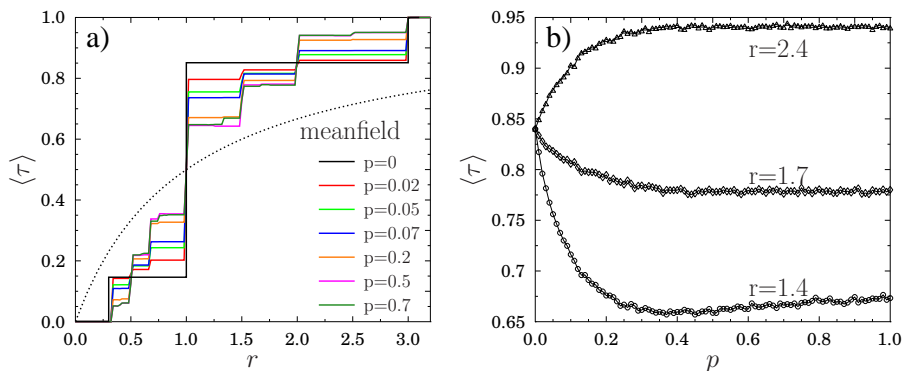 a)
1.0
0.8
0.6
0.4
0.2
0.0
⟨τ⟩
0.0 0.5 1.0 1.5 2.0 2.5 3.0
r
meanfield
p=0
p=0.02
p=0.05
p=0.07
p=0.2
p=0.5
p=0.7
b)
0.95
0.9
0.85
0.8
0.75
0.7
0.65
⟨τ⟩
r=2.4
r=1.7
r=1.4
0.0 0.2 0.4 0.6 0.8 1.0
p